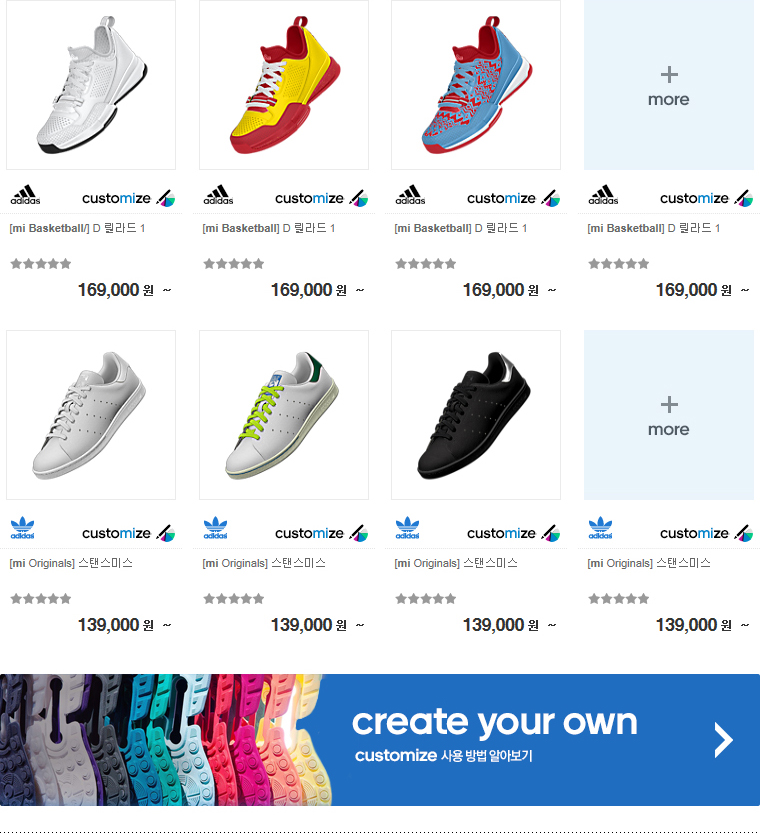 +
more
adidas customize
adidas customize
adidas customize
adidas customize
[mi Basketball/] D 릴라드 1
[mi Basketball] D 릴라드 1
[mi Basketball] D 릴라드 1
[mi Basketball] D 릴라드 1
169,000 원 ~
169,000 원 ~
169,000 원 ~
169,000 원 ~
+
more
adidas customize
adidas customize
adidas customize
adidas customize
[mi Originals] 스탠스미스
[mi Originals] 스탠스미스
[mi Originals] 스탠스미스
[mi Originals] 스탠스미스
139,000 원 ~
139,000 원 ~
139,000 원 ~
139,000 원 ~
create your own
customize 사용 방법 알아보기